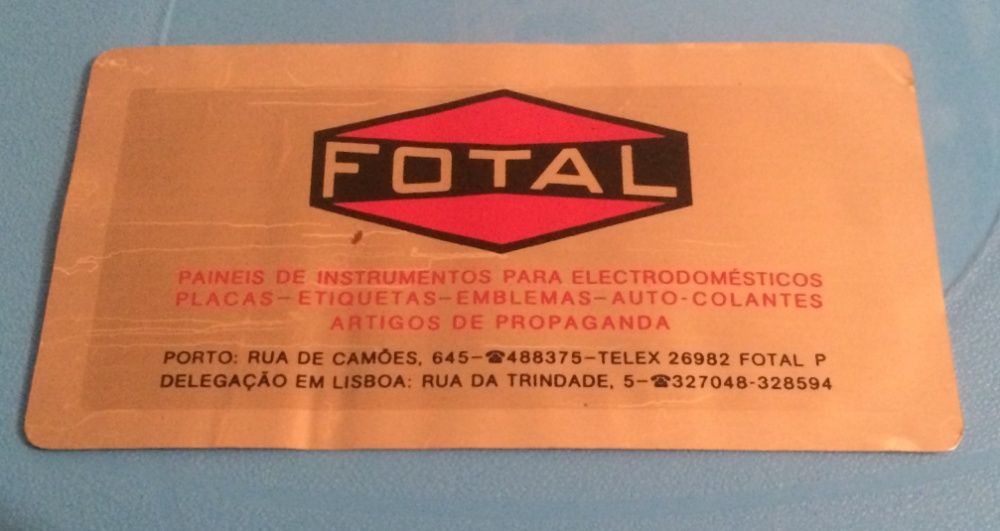 FOTAL
PAINEIS DE INSTRUMENTOS PARA ELECTRODOMÉSTICOS
PLACAS-ETIQUETAS-EMBLEMAS-AUTO-COLANTES
ARTIGOS DE PROPAGANDA
PORTO: RUA DE CAMÕES, 645-☎488375-TELEX 26982 FOTAL P
DELEGAÇÃO EM LISBOA: RUA DA TRINDADE, 5-☎327048-328594